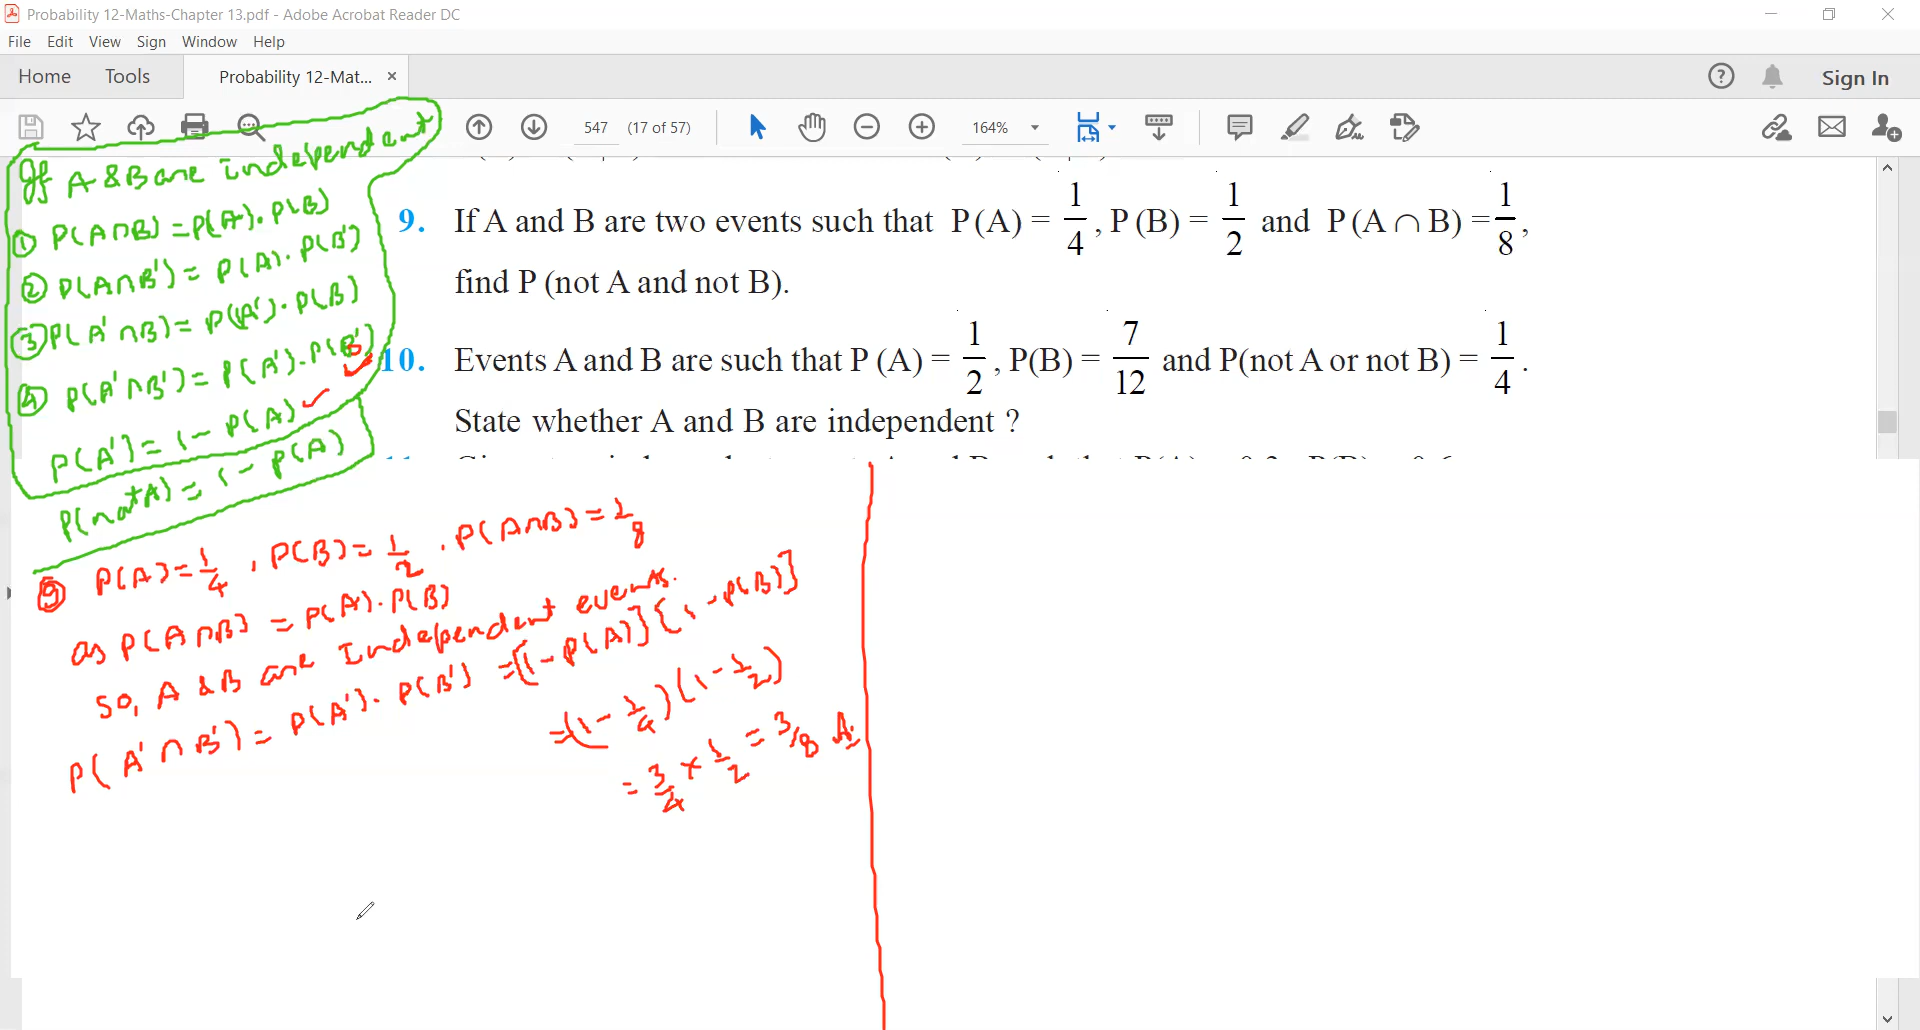 Probability 12-Maths-Chapter 13.pdf - Adobe Acrobat Reader DC
File Edit View Sign Window Help
Home Tools Probability 12-Mat... × Sign In
547 (17 of 57) 164%
If A & B are Independent
① P(A∩B) = P(A). P(B)
② P(A∩B') = P(A). P(B')
③ P(A'∩B) = P(A'). P(B)
④ P(A'∩B') = P(A'). P(B')
P(A') = 1 - P(A)
P(not A) = 1 - P(A)
9. If A and B are two events such that P(A) = 1/4, P(B) = 1/2 and P(A ∩ B) = 1/8,
find P (not A and not B).
10. Events A and B are such that P (A) = 1/2, P(B) = 7/12 and P(not A or not B) = 1/4.
State whether A and B are independent ?
⑨ P(A) = 1/4, P(B) = 1/2, P(A∩B) = 1/8
as P(A∩B) = P(A). P(B)
so, A & B are Independent events.
P(A' ∩ B') = P(A'). P(B') = [1-P(A)][1-P(B)]
= (1 - 1/4)(1 - 1/2)
= 3/4 × 1/2 = 3/8 A